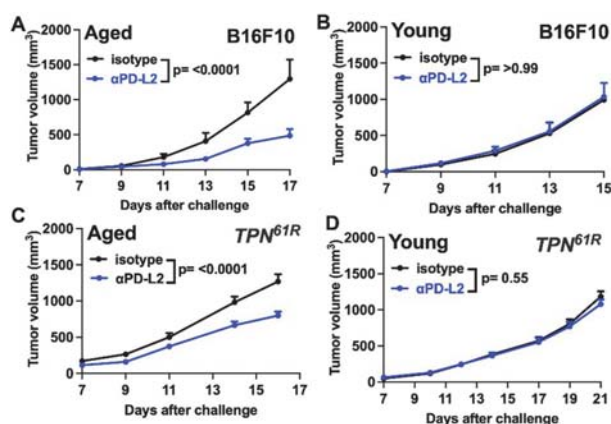 A Aged B16F10
isotype
αPD-L2
p= <0.0001
Tumor volume (mm³)
2000
1500
1000
500
0
7 9 11 13 15 17
Days after challenge
B Young B16F10
isotype
αPD-L2
p= >0.99
Tumor volume (mm³)
2000
1500
1000
500
0
7 9 11 13 15
Days after challenge
C Aged TPN61R
isotype
αPD-L2
p= <0.0001
Tumor volume (mm³)
2000
1500
1000
500
0
7 9 11 13 15 17
Days after challenge
D Young TPN61R
isotype
αPD-L2
p= 0.55
Tumor volume (mm³)
2000
1500
1000
500
0
7 9 11 13 15 17 19 21
Days after challenge